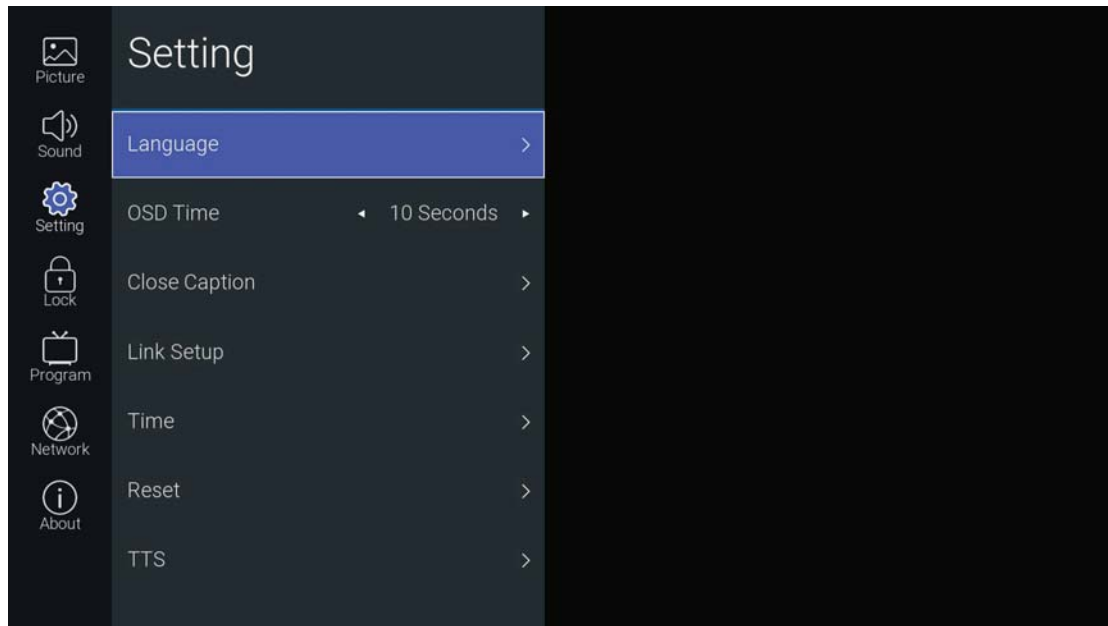 Picture
Sound
Setting
Lock
Program
Network
About
Setting
Language
OSD Time 10 Seconds
Close Caption
Link Setup
Time
Reset
TTS